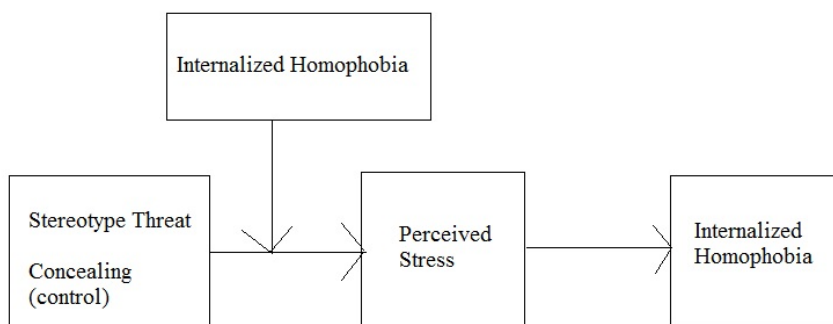 Internalized Homophobia
Stereotype Threat
Concealing
(control)
Perceived
Stress
Internalized
Homophobia